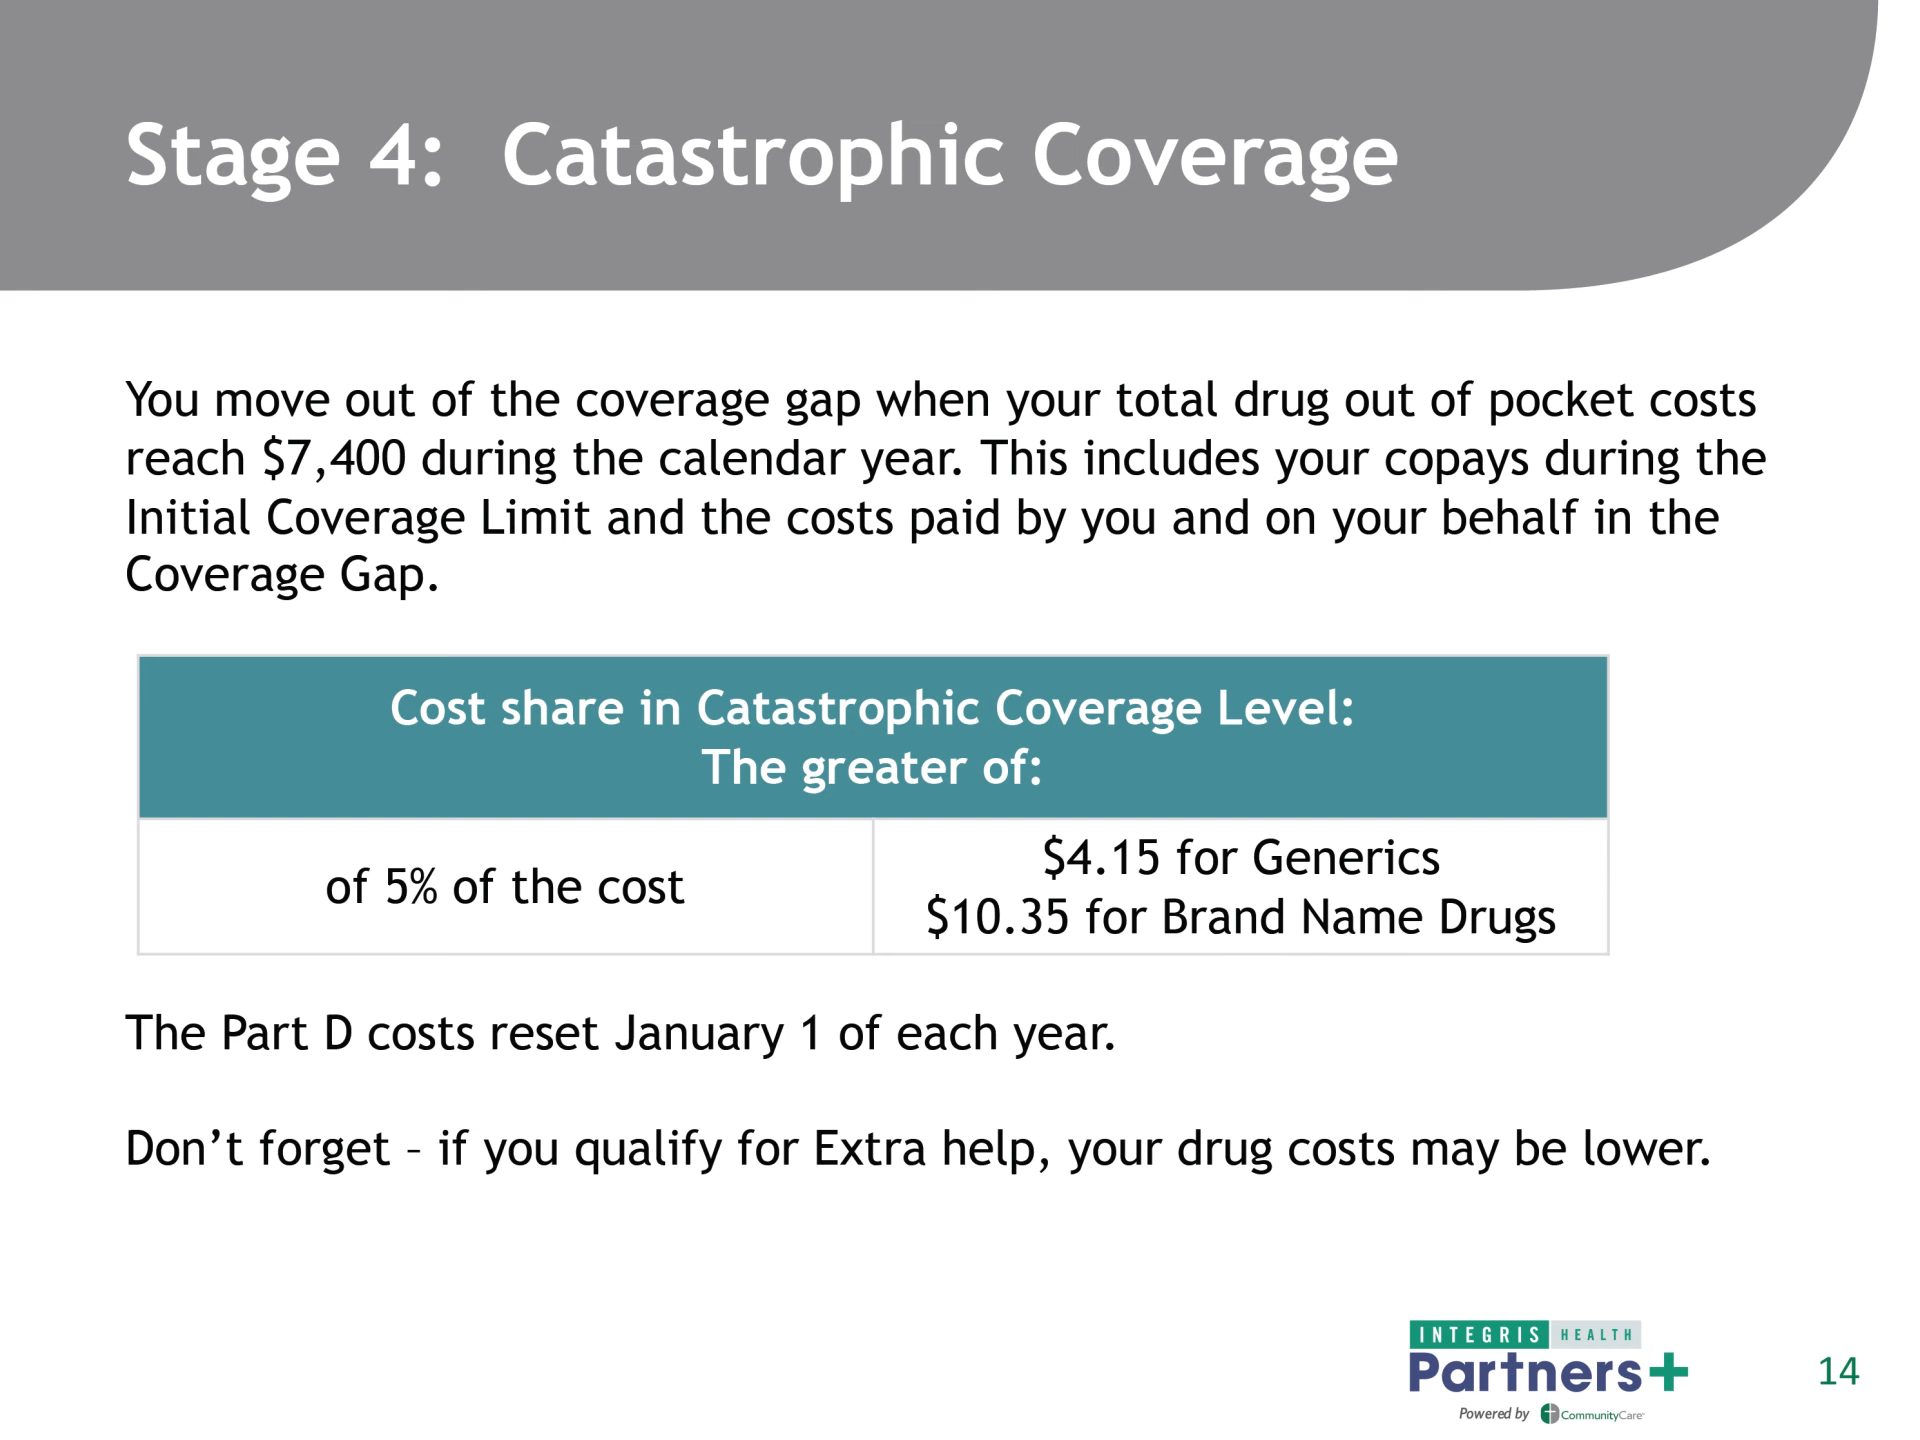 Stage 4: Catastrophic Coverage
You move out of the coverage gap when your total drug out of pocket costs
reach $7,400 during the calendar year. This includes your copays during the
Initial Coverage Limit and the costs paid by you and on your behalf in the
Coverage Gap.
Cost share in Catastrophic Coverage Level:
The greater of:
of 5% of the cost
$4.15 for Generics
$10.35 for Brand Name Drugs
The Part D costs reset January 1 of each year.
Don’t forget – if you qualify for Extra help, your drug costs may be lower.
INTEGRIS HEALTH
Partners+
Powered by CommunityCare
14